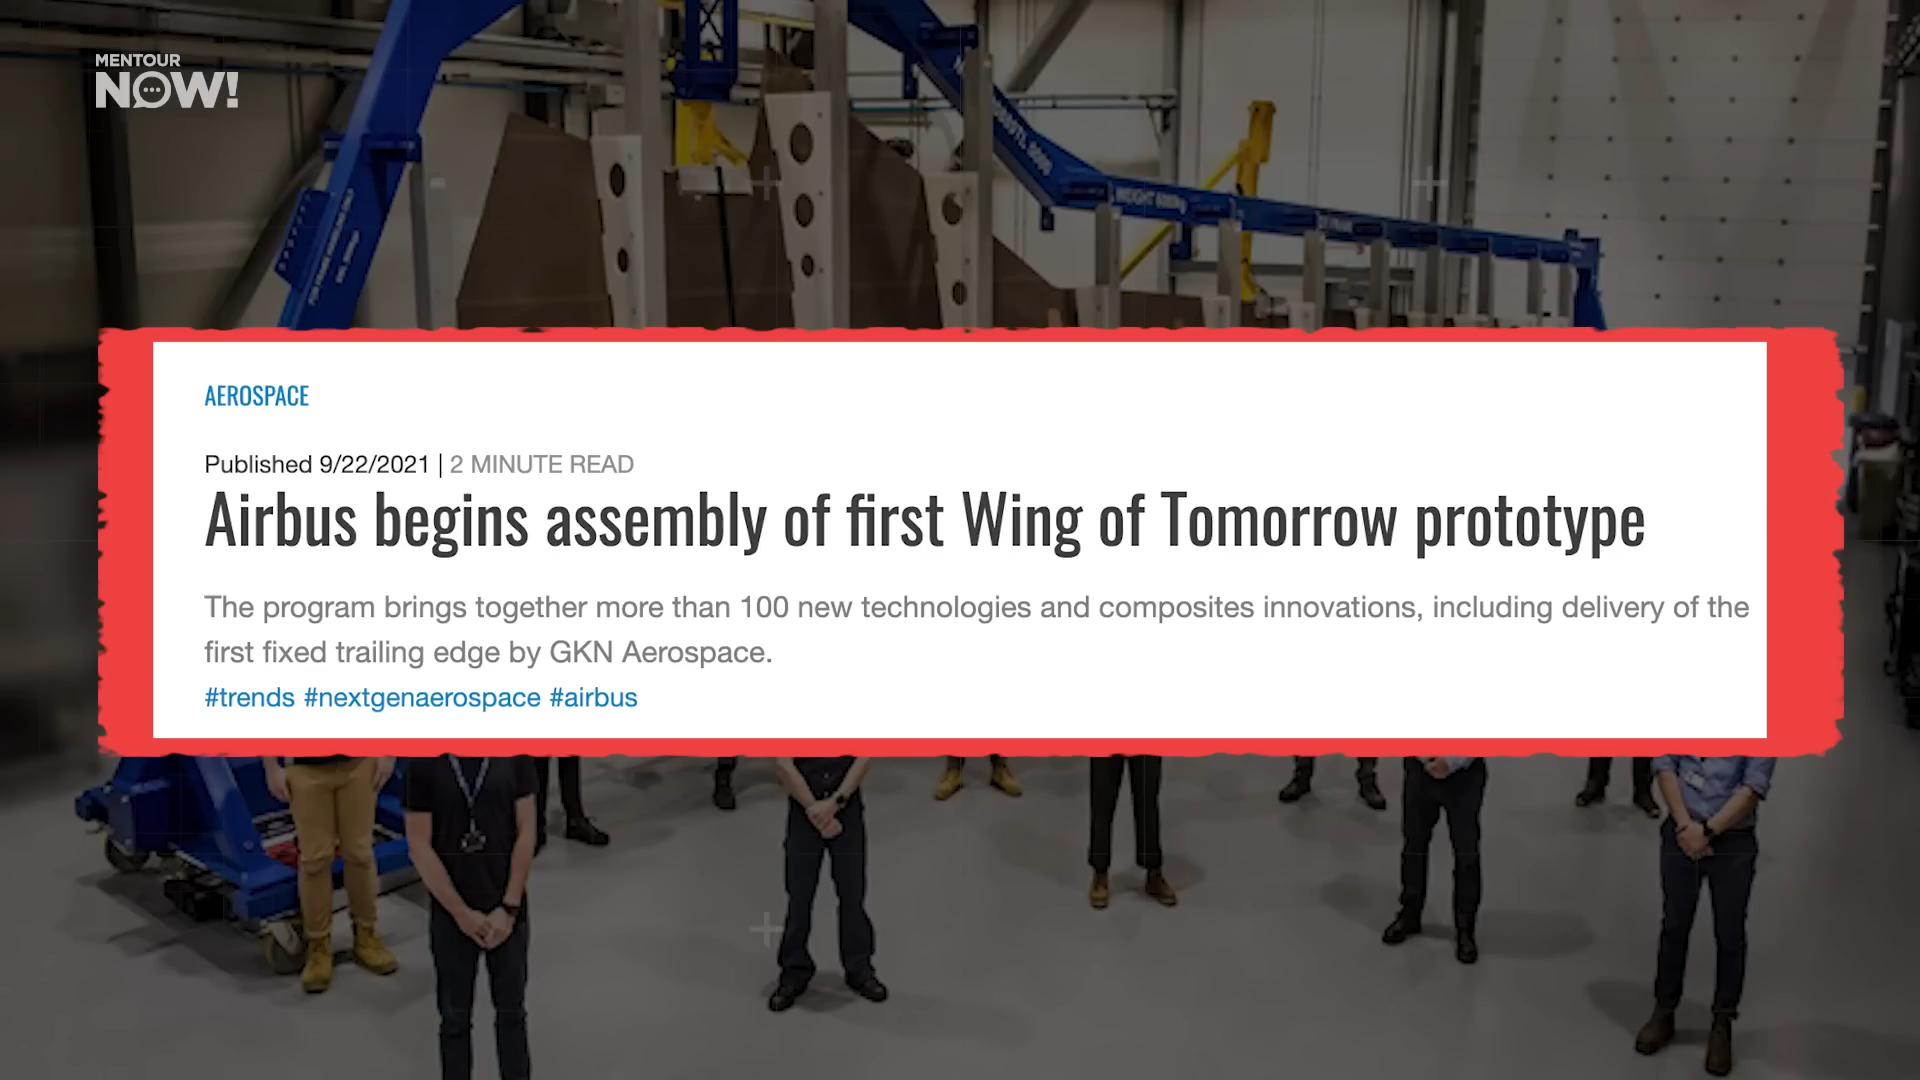 MENTOUR
NOW!
AEROSPACE
Published 9/22/2021 | 2 MINUTE READ
Airbus begins assembly of first Wing of Tomorrow prototype
The program brings together more than 100 new technologies and composites innovations, including delivery of the
first fixed trailing edge by GKN Aerospace.
#trends #nextgenaerospace #airbus